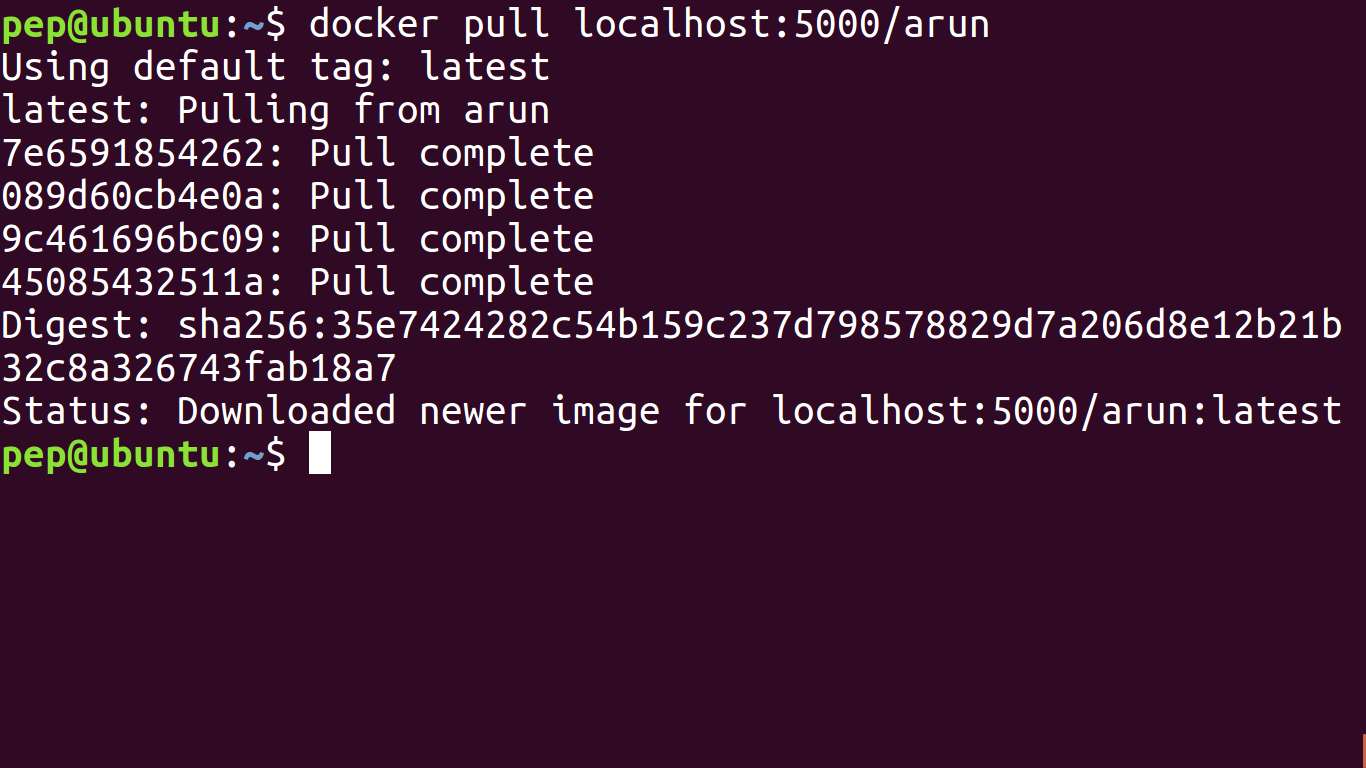 pep@ubuntu:~$ docker pull localhost:5000/arun
Using default tag: latest
latest: Pulling from arun
7e6591854262: Pull complete
089d60cb4e0a: Pull complete
9c461696bc09: Pull complete
45085432511a: Pull complete
Digest: sha256:35e7424282c54b159c237d798578829d7a206d8e12b21b
32c8a326743fab18a7
Status: Downloaded newer image for localhost:5000/arun:latest
pep@ubuntu:~$